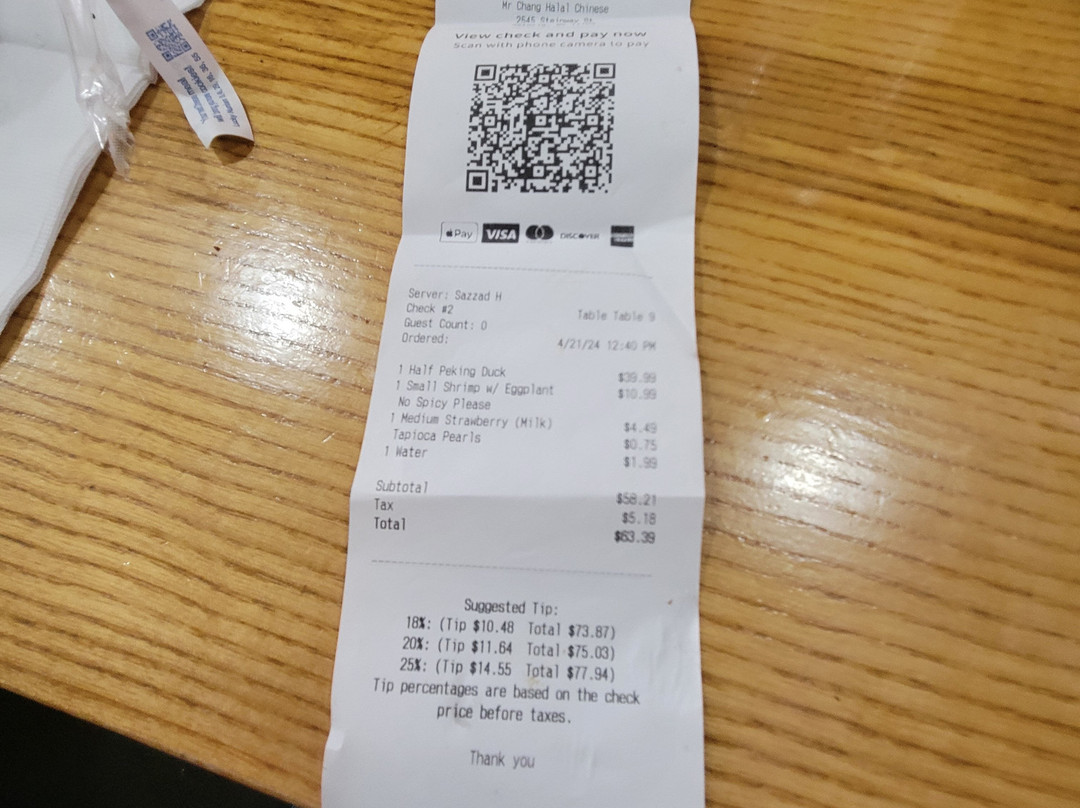 Mr Chang Halal Chinese
2545 Steinway St
View check and pay now
Scan with phone camera to pay
Pay VISA DISCOVER
Server: Sazzad H
Check #2 Table Table 9
Guest Count: 0
Ordered: 4/21/24 12:40 PM
1 Half Peking Duck $39.99
1 Small Shrimp w/ Eggplant $10.99
No Spicy Please
1 Medium Strawberry (Milk) $4.49
Tapioca Pearls $0.75
1 Water $1.99
Subtotal $58.21
Tax $5.18
Total $63.39
Suggested Tip:
18%: (Tip $10.48 Total $73.87)
20%: (Tip $11.64 Total $75.03)
25%: (Tip $14.55 Total $77.94)
Tip percentages are based on the check
price before taxes.
Thank you